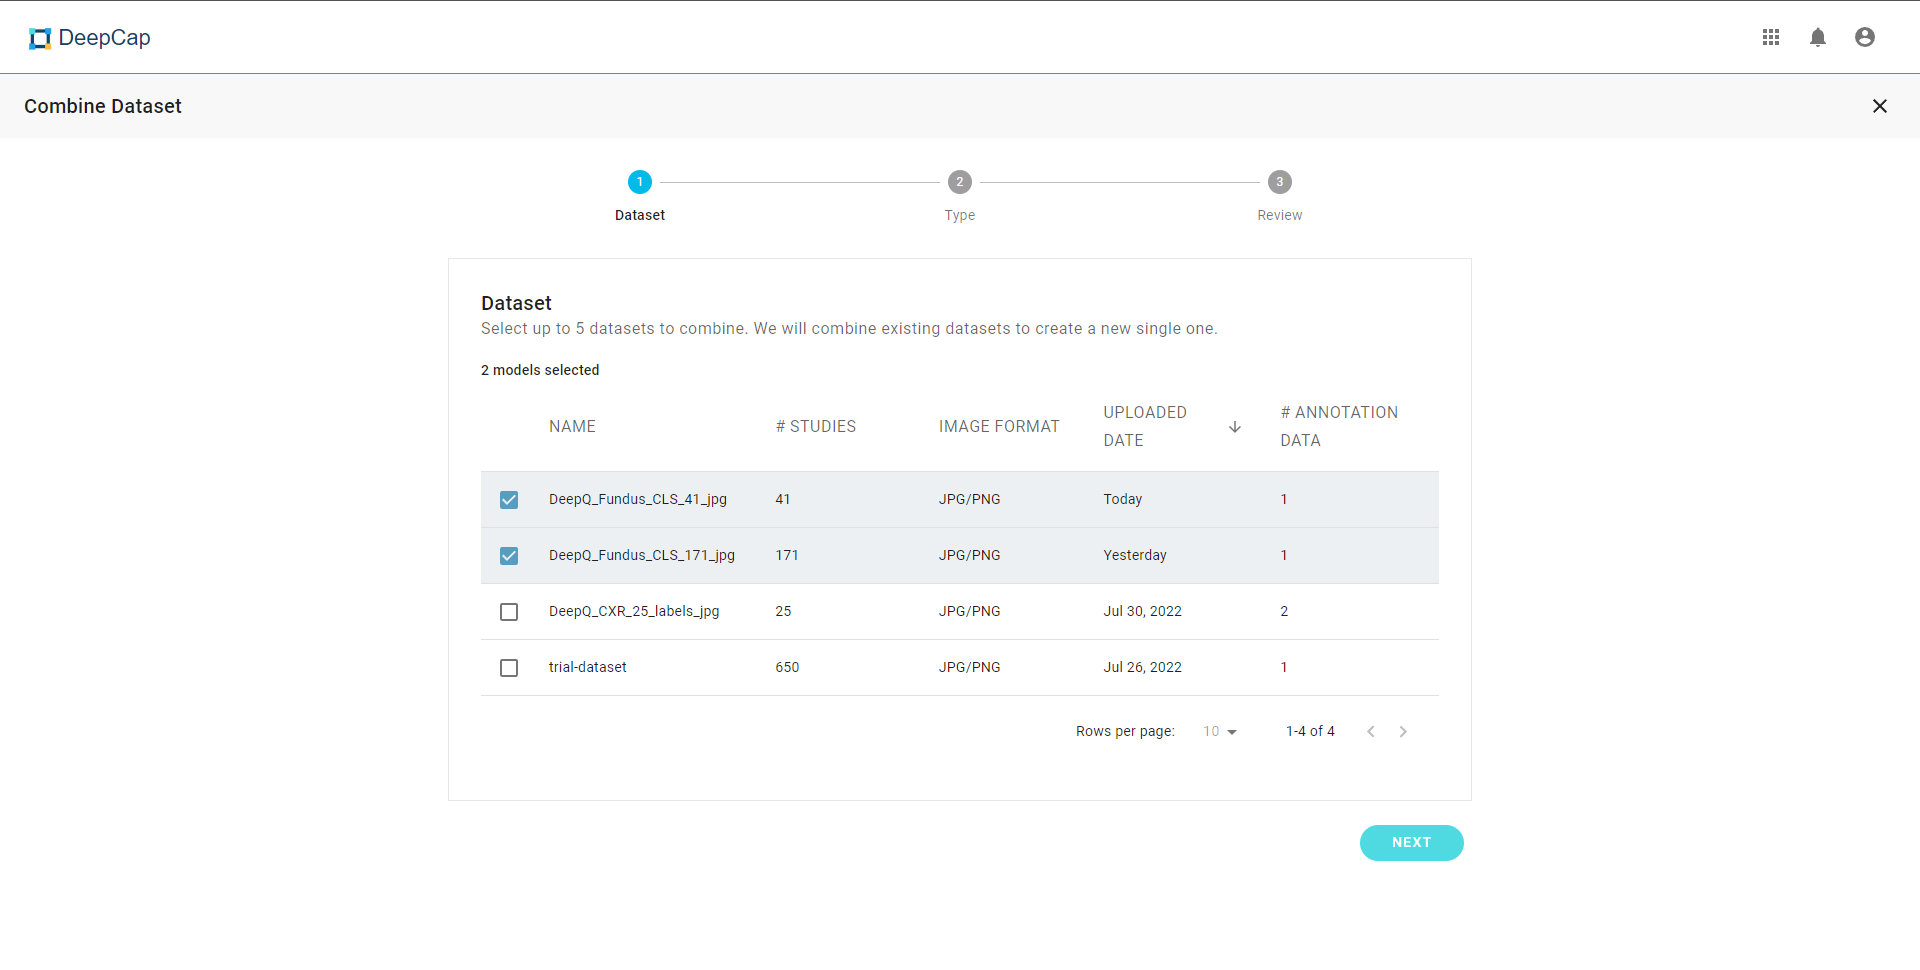 DeepCap
Combine Dataset
1
2
3
Dataset
Type
Review
Dataset
Select up to 5 datasets to combine. We will combine existing datasets to create a new single one.
2 models selected
NAME # STUDIES IMAGE FORMAT UPLOADED DATE # ANNOTATION DATA
DeepQ_Fundus_CLS_41_jpg 41 JPG/PNG Today 1
DeepQ_Fundus_CLS_171_jpg 171 JPG/PNG Yesterday 1
DeepQ_CXR_25_labels_jpg 25 JPG/PNG Jul 30, 2022 2
trial-dataset 650 JPG/PNG Jul 26, 2022 1
Rows per page: 10 1-4 of 4
NEXT